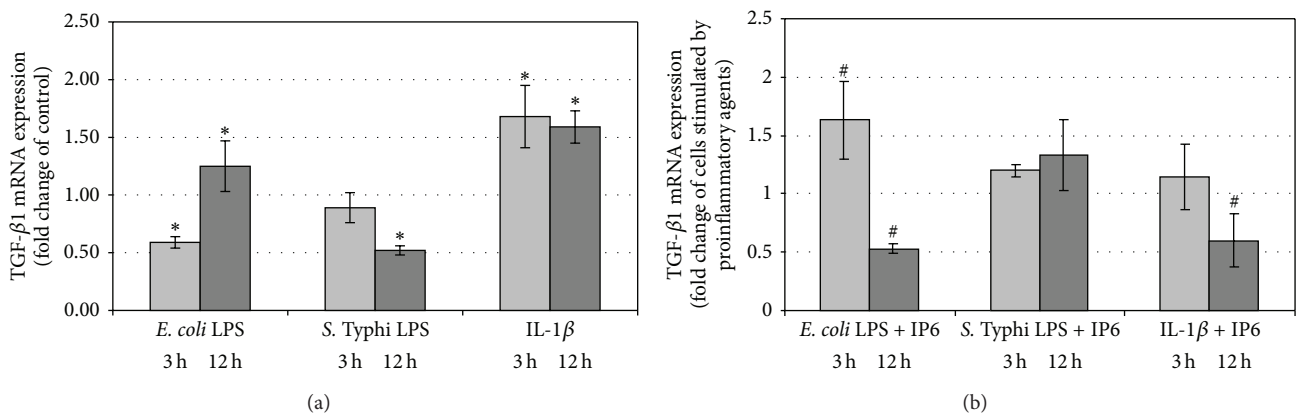 TGF-β1 mRNA expression
(fold change of control)
2.50
2.00
1.50
1.00
0.50
0.00
*
*
*
*
*
E. coli LPS
S. Typhi LPS
IL-1β
3 h 12 h
3 h 12 h
3 h 12 h
(a)
TGF-β1 mRNA expression
(fold change of cells stimulated by
proinflammatory agents)
2.5
2
1.5
1
0.5
0
#
#
#
E. coli LPS + IP6
S. Typhi LPS + IP6
IL-1β + IP6
3 h 12 h
3 h 12 h
3 h 12 h
(b)